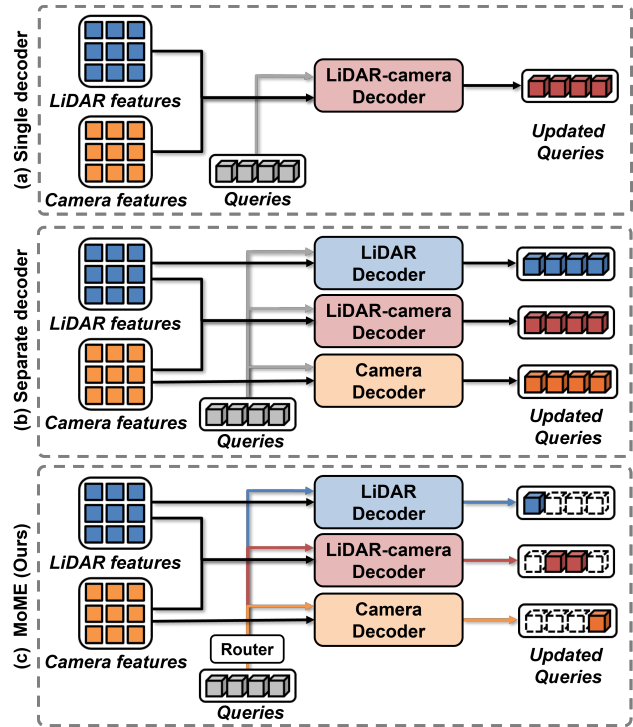 (a) Single decoder
LiDAR features
Camera features
Queries
LiDAR-camera
Decoder
Updated
Queries
(b) Separate decoder
LiDAR features
Camera features
Queries
LiDAR
Decoder
LiDAR-camera
Decoder
Camera
Decoder
Updated
Queries
(c) MoME (Ours)
LiDAR features
Camera features
Router
Queries
LiDAR
Decoder
LiDAR-camera
Decoder
Camera
Decoder
Updated
Queries